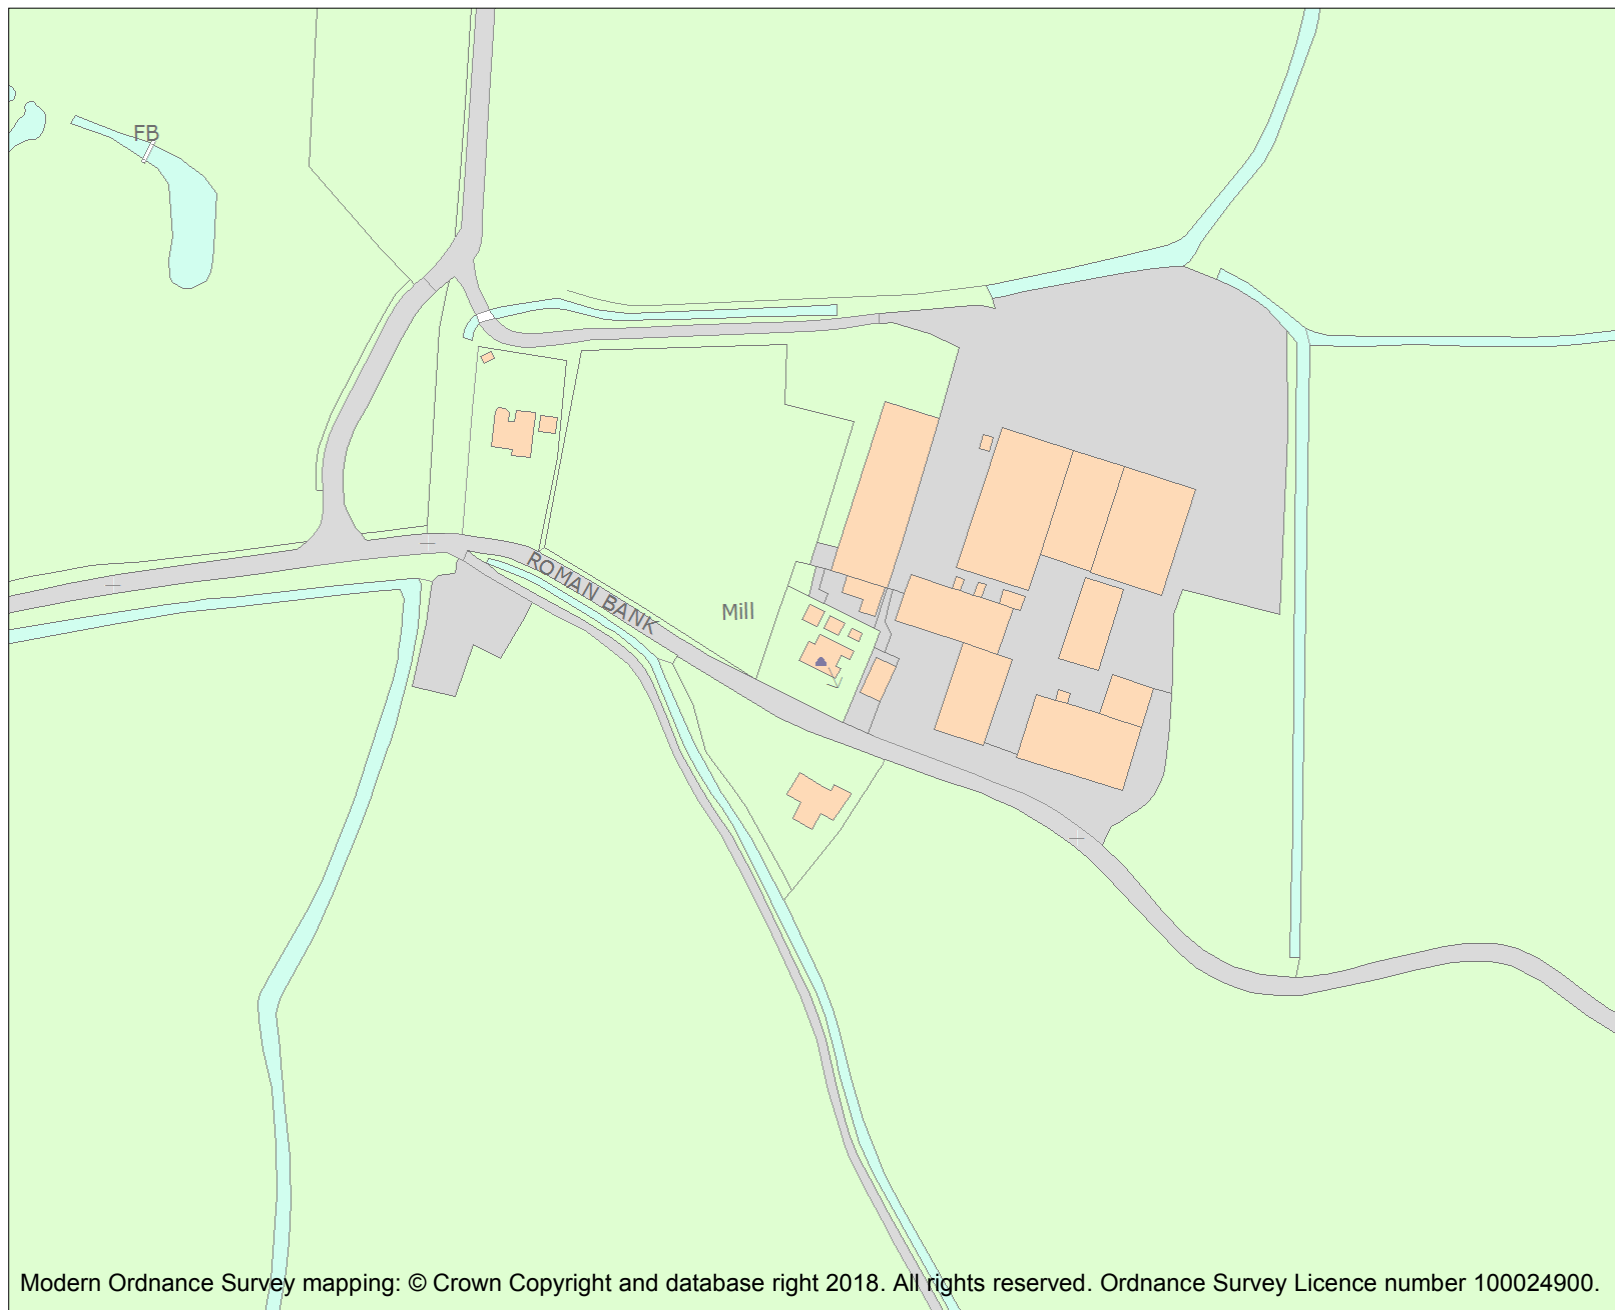 FB
ROMAN BANK
Mill
Modern Ordnance Survey mapping: © Crown Copyright and database right 2018. All rights reserved. Ordnance Survey Licence number 100024900.